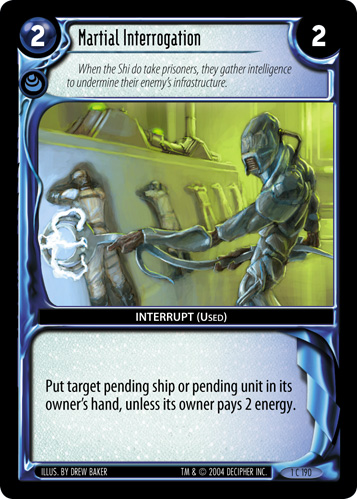 2 Martial Interrogation 2
When the Shi do take prisoners, they gather intelligence
to undermine their enemy's infrastructure.
INTERRUPT (USED)
Put target pending ship or pending unit in its
owner's hand, unless its owner pays 2 energy.
ILLUS. BY DREW BAKER TM & © 2004 DECIPHER INC. 1 C 190